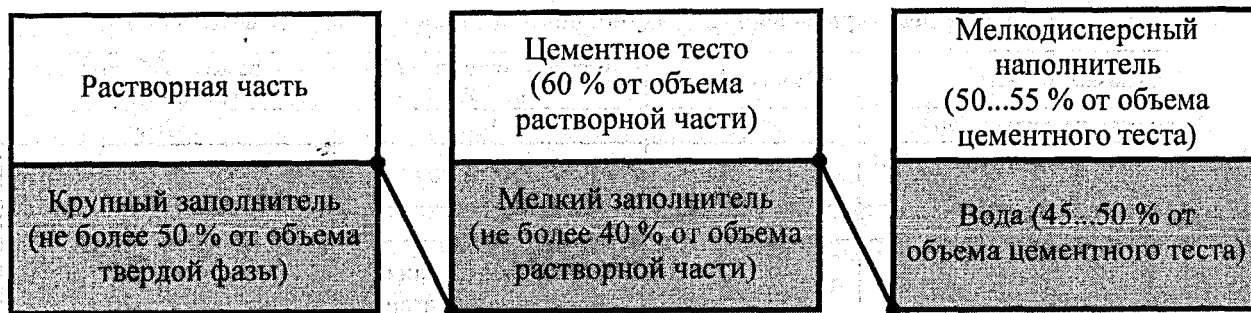 Растворная часть
Крупный заполнитель
(не более 50 % от объема
твердой фазы)
Цементное тесто
(60 % от объема
растворной части)
Мелкий заполнитель
(не более 40 % от объема
растворной части)
Мелкодисперсный
наполнитель
(50...55 % от объема
цементного теста)
Вода (45...50 % от
объема цементного теста)